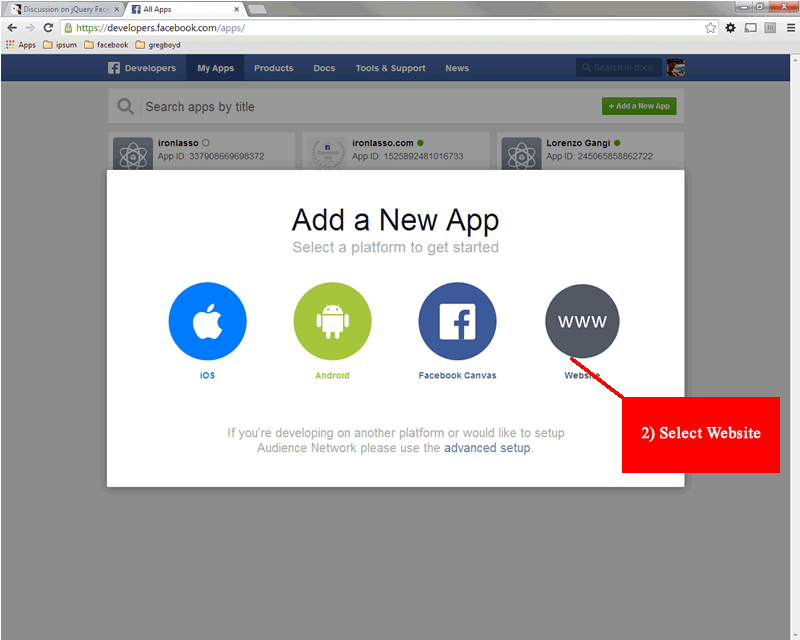 Discussion on jQuery Face
All Apps
https://developers.facebook.com/apps/
Apps ipsum facebook gregboyd
Developers My Apps Products Docs Tools & Support News Search in docs
Search apps by title + Add a New App
ironlasso ironlasso.com Lorenzo Gangi
App ID: 337908669698372 App ID: 1525892481016733 App ID: 245065858862722
Add a New App
Select a platform to get started
www
iOS Android Facebook Canvas Website
2) Select Website
If you're developing on another platform or would like to setup
Audience Network please use the advanced setup.